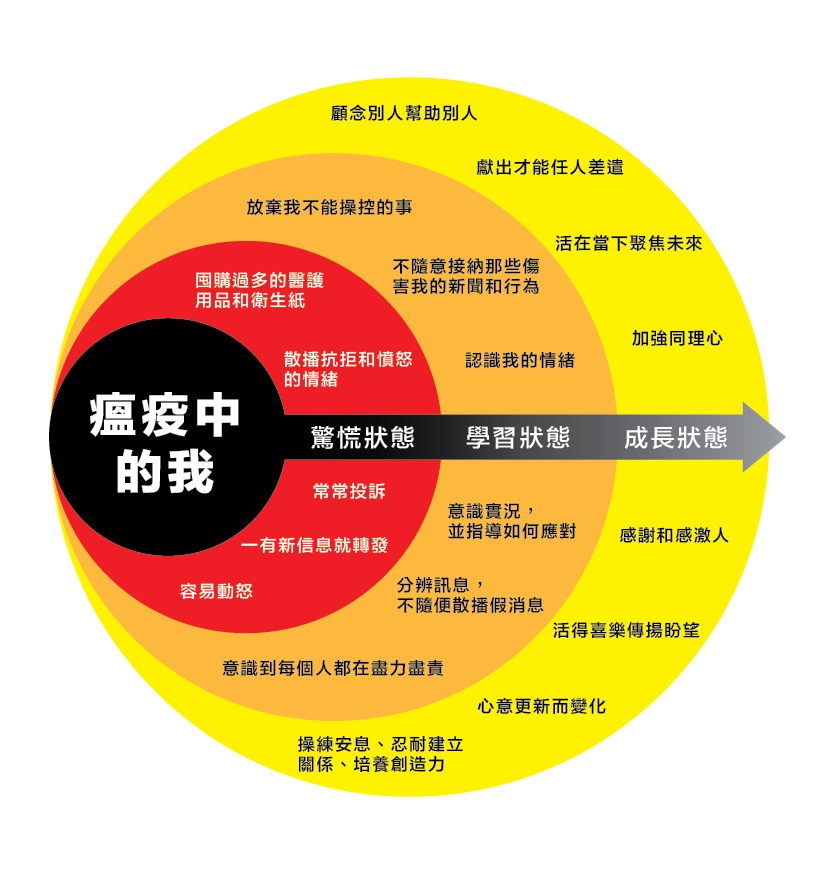 顧念別人幫助別人
獻出才能任人差遣
放棄我不能操控的事
活在當下聚焦未來
不隨意接納那些傷
害我的新聞和行為
囤購過多的醫護
用品和衛生紙
加強同理心
散播抗拒和憤怒
的情緒
認識我的情緒
瘟疫中
的我
驚慌狀態
學習狀態
成長狀態
常常投訴
意識實況，
並指導如何應對
感謝和感激人
一有新信息就轉發
容易動怒
分辨訊息，
不隨便散播假消息
活得喜樂傳揚盼望
意識到每個人都在盡力盡責
心意更新而變化
操練安息、忍耐建立
關係、培養創造力